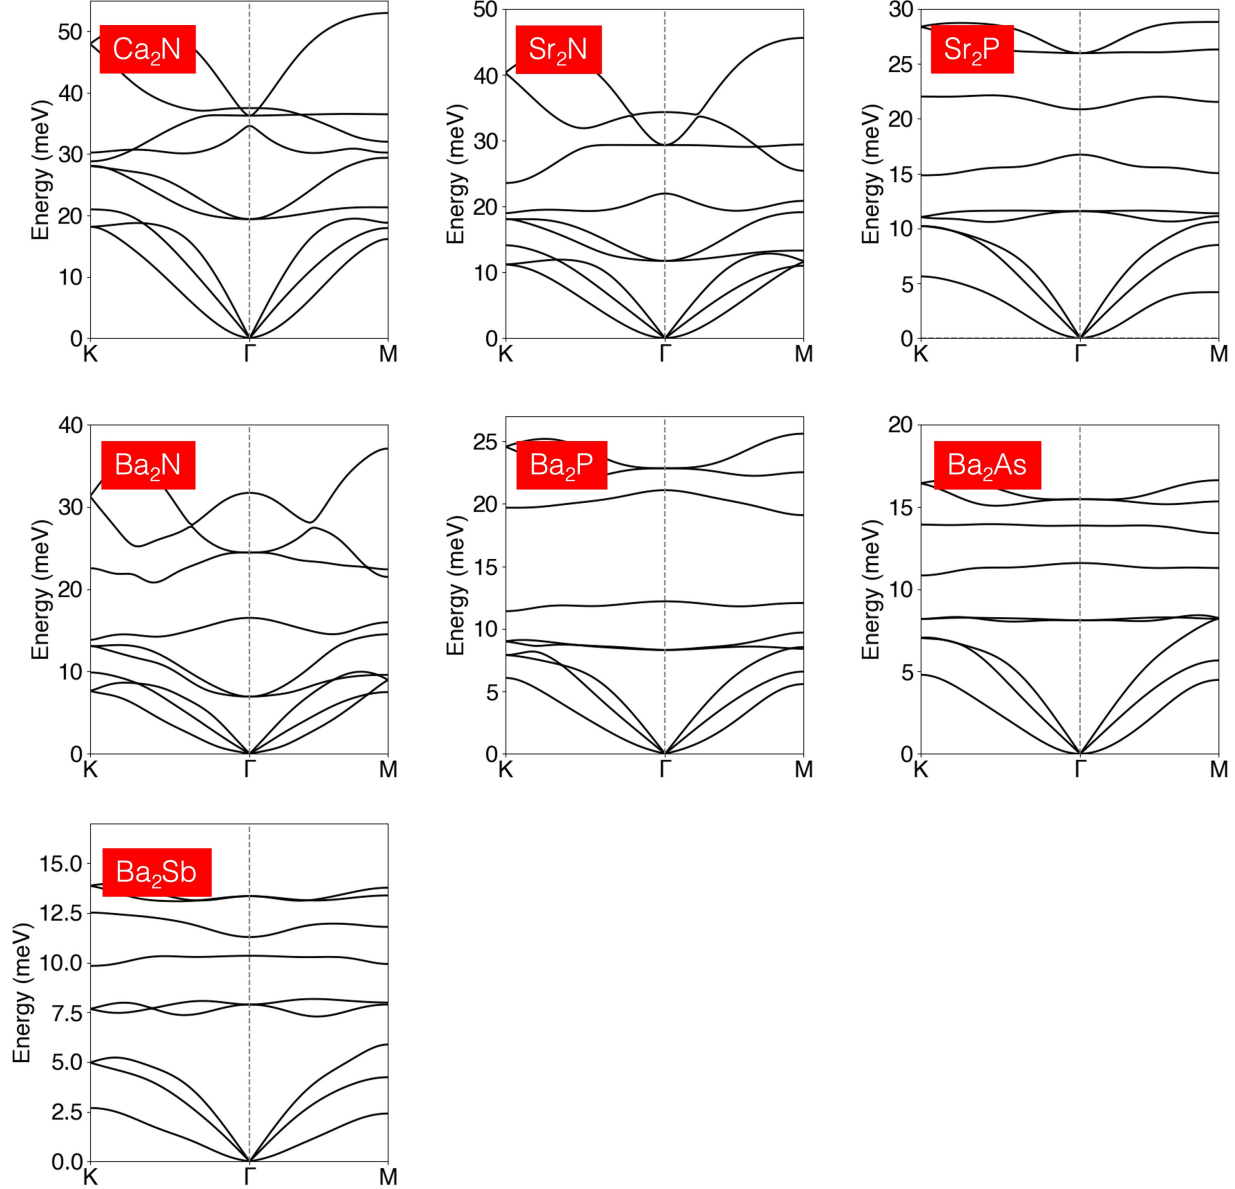 Ca₂N
Energy (meV)
50
40
30
20
10
0
K
Γ
M
Sr₂N
Energy (meV)
50
40
30
20
10
0
K
Γ
M
Sr₂P
Energy (meV)
30
25
20
15
10
5
0
K
Γ
M
Ba₂N
Energy (meV)
40
30
20
10
0
K
Γ
M
Ba₂P
Energy (meV)
25
20
15
10
5
0
K
Γ
M
Ba₂As
Energy (meV)
20
15
10
5
0
K
Γ
M
Ba₂Sb
Energy (meV)
15.0
12.5
10.0
7.5
5.0
2.5
0.0
K
Γ
M